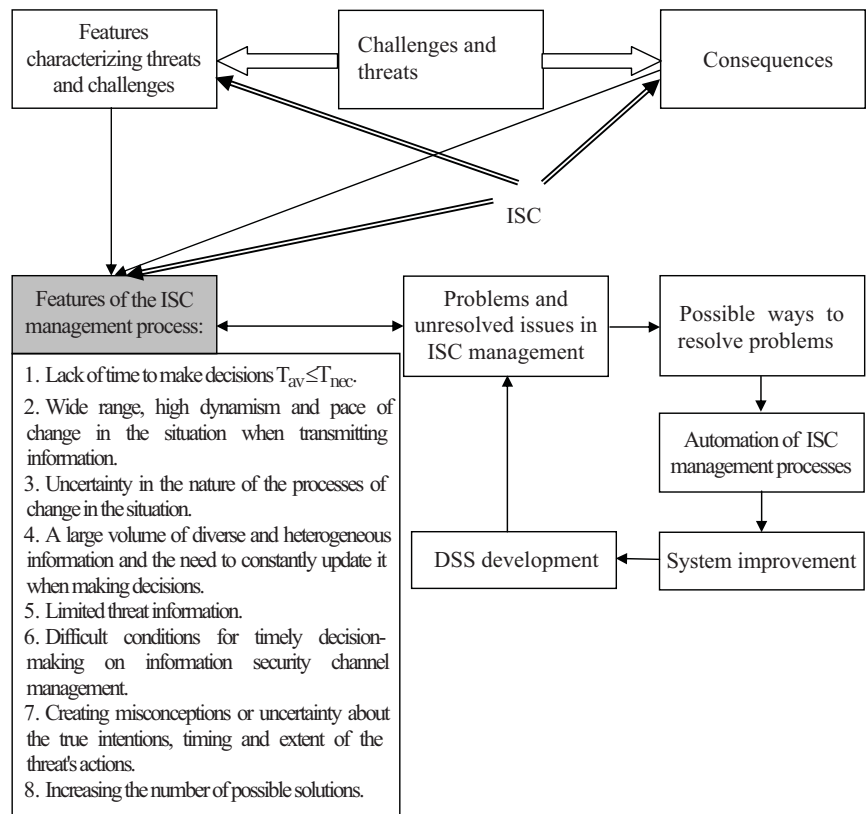 Features
characterizing threats
and challenges
Challenges and
threats
Consequences
ISC
Features of the ISC
management process:
Problems and
unresolved issues in
ISC management
Possible ways to
resolve problems
1. Lack of time to make decisions Tav≤Tnec.
2. Wide range, high dynamism and pace of
change in the situation when transmitting
information.
3. Uncertainty in the nature of the processes of
change in the situation.
4. A large volume of diverse and heterogeneous
information and the need to constantly update it
when making decisions.
5. Limited threat information.
6. Difficult conditions for timely decision-
making on information security channel
management.
7. Creating misconceptions or uncertainty about
the true intentions, timing and extent of the
threat's actions.
8. Increasing the number of possible solutions.
Automation of ISC
management processes
DSS development
System improvement